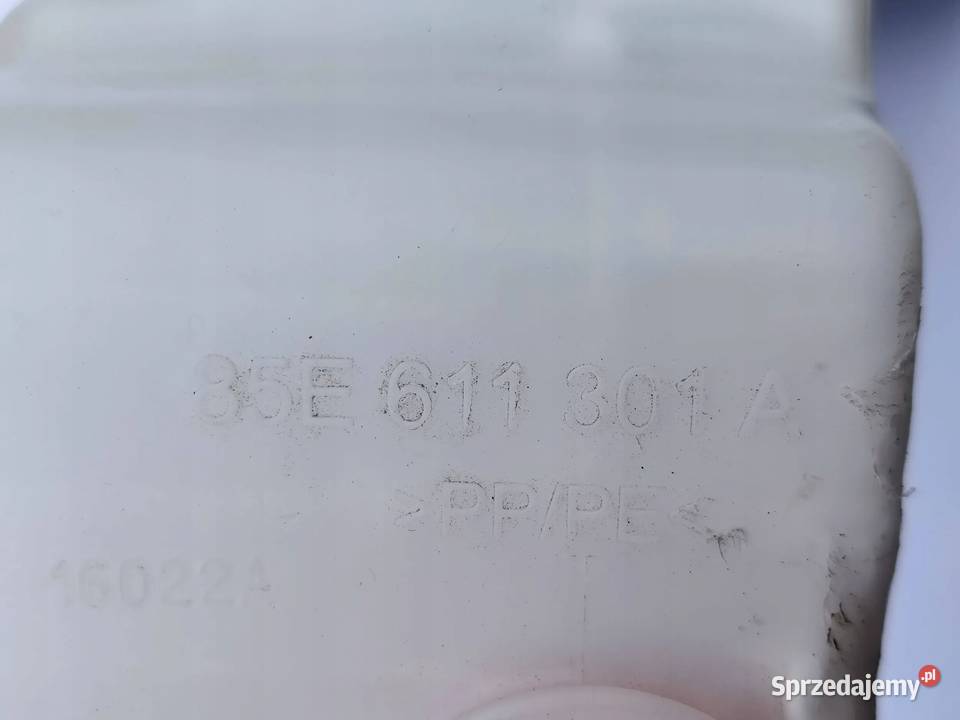 85E 611 301 A
>PP/PE<
16022A
Sprzedajemy.pl